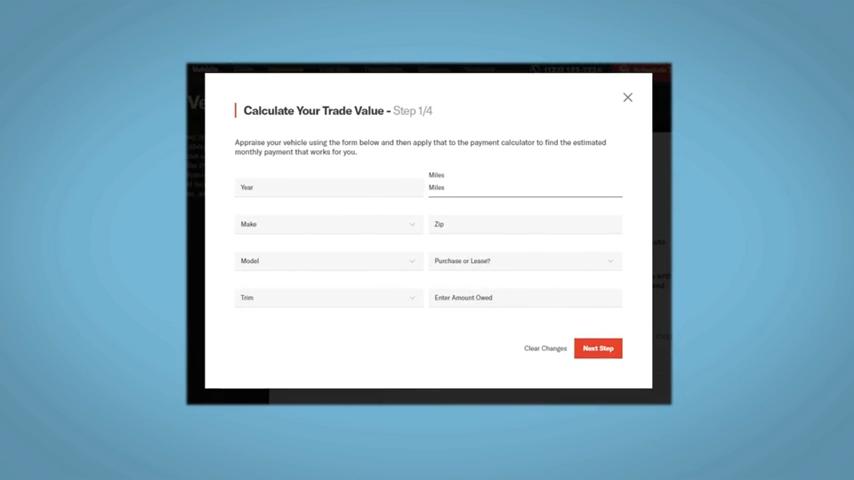 Calculate Your Trade Value - Step 1/4
Appraise your vehicle using the form below and then apply that to the payment calculator to find the estimated
monthly payment that works for you.
Miles
Year
Miles
Make
Zip
Model
Purchase or Lease?
Trim
Enter Amount Owed
Clear Changes
Next Step